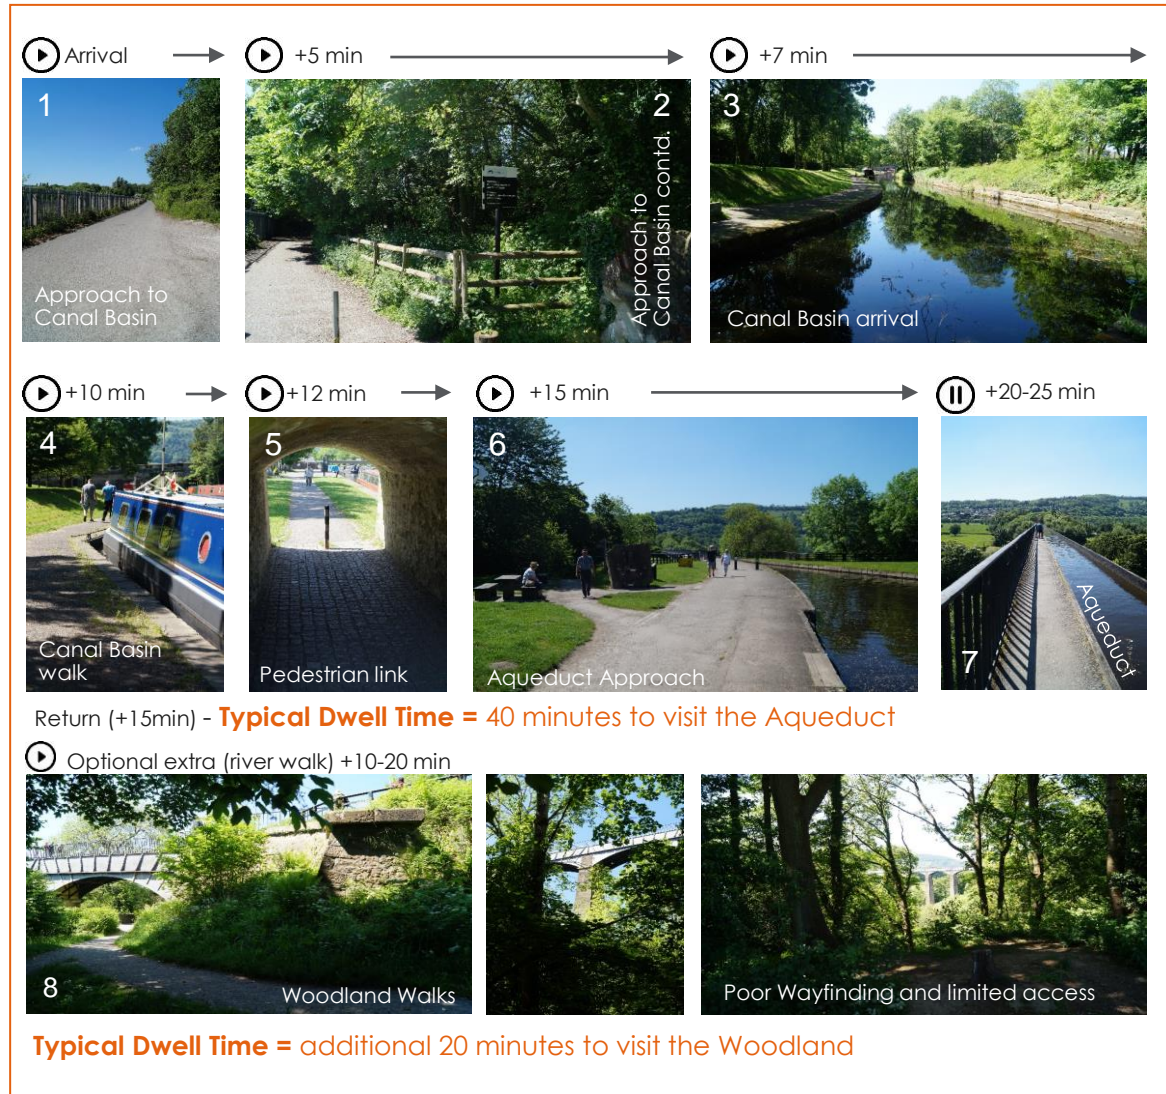 Arrival
+5 min
+7 min
1
Approach to
Canal Basin
2
Approach to
Canal Basin contd.
3
Canal Basin arrival
+10 min
+12 min
+15 min
+20-25 min
4
Canal Basin
walk
5
Pedestrian link
6
Aqueduct Approach
7
Aqueduct
Return (+15min) - Typical Dwell Time = 40 minutes to visit the Aqueduct
Optional extra (river walk) +10-20 min
8
Woodland Walks
Poor Wayfinding and limited access
Typical Dwell Time = additional 20 minutes to visit the Woodland